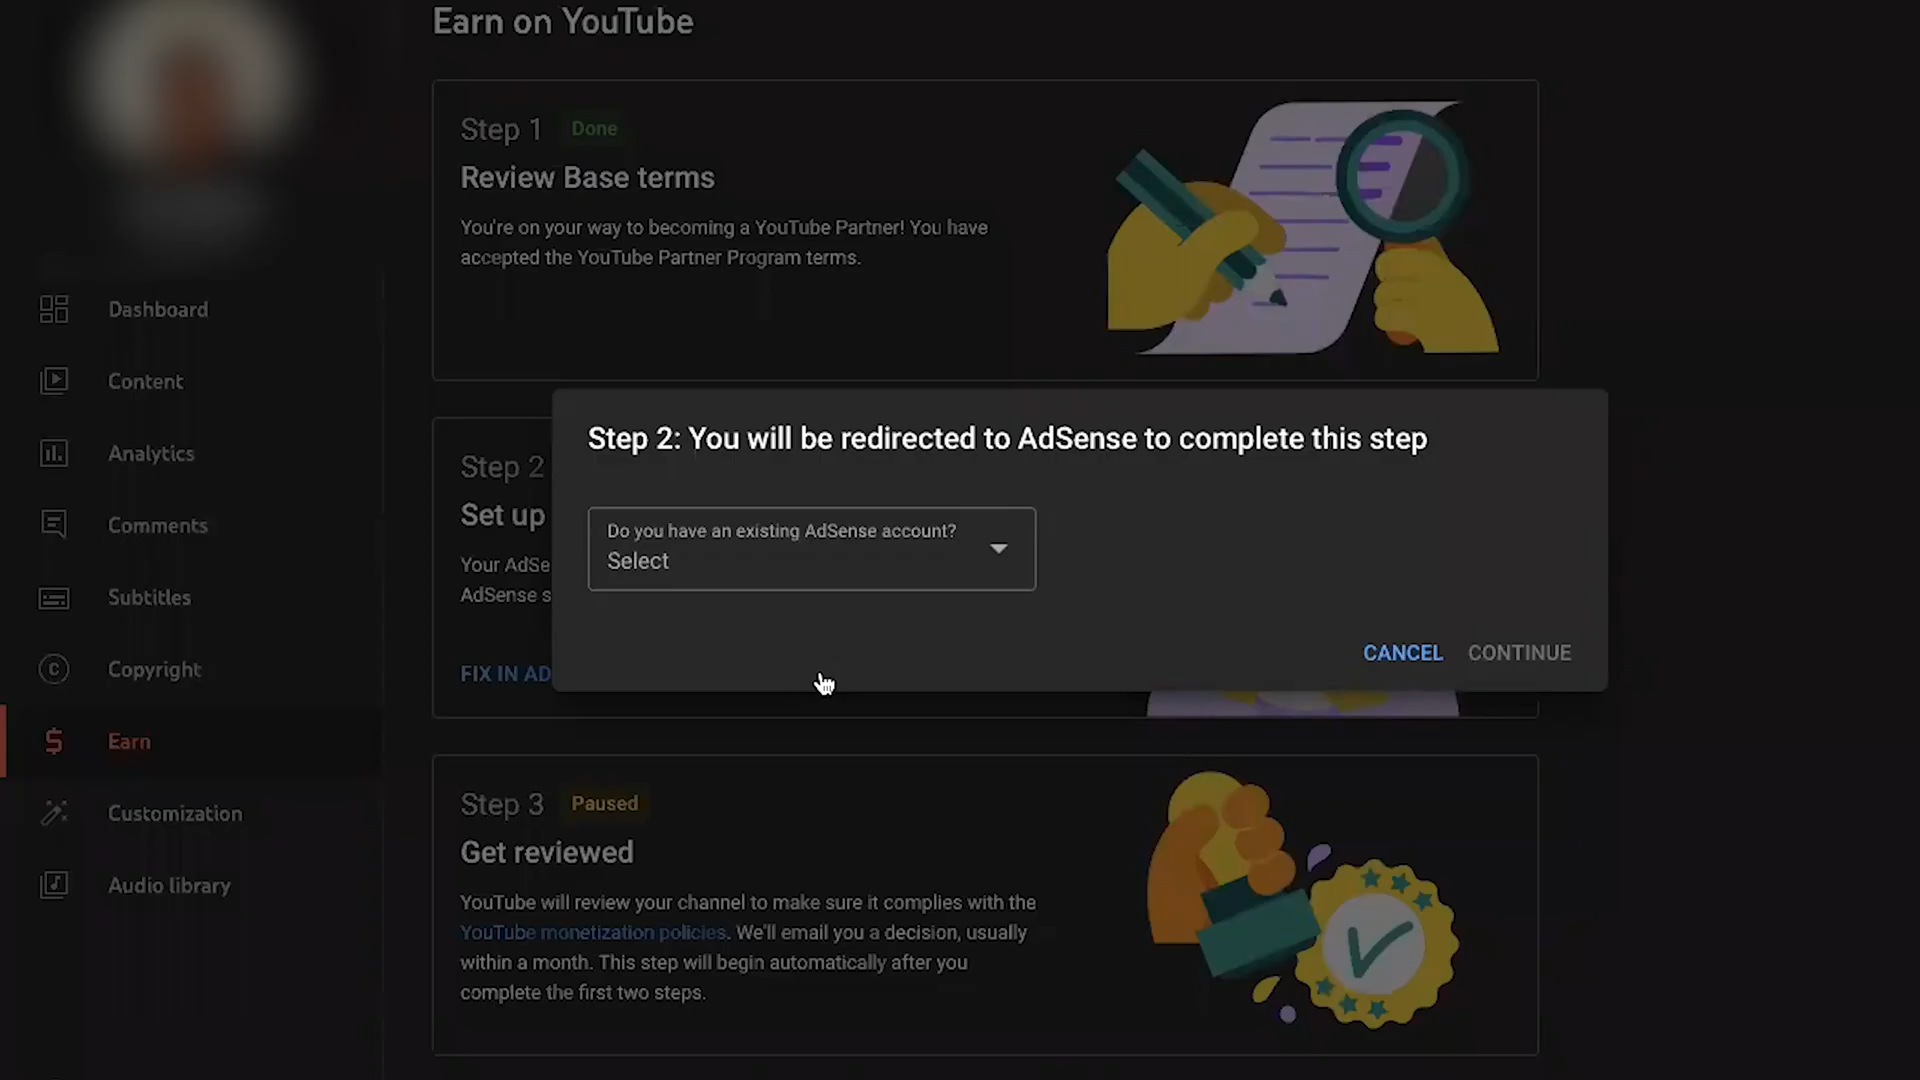 Earn on YouTube
Step 1 Done
Review Base terms
You're on your way to becoming a YouTube Partner! You have
accepted the YouTube Partner Program terms.
Dashboard
Content
Analytics
Comments
Subtitles
Copyright
Earn
Customization
Audio library
Step 2
Set up
Your AdSe
AdSense s
FIX IN AD
Step 2: You will be redirected to AdSense to complete this step
Do you have an existing AdSense account?
Select
CANCEL CONTINUE
Step 3 Paused
Get reviewed
YouTube will review your channel to make sure it complies with the
YouTube monetization policies. We'll email you a decision, usually
within a month. This step will begin automatically after you
complete the first two steps.